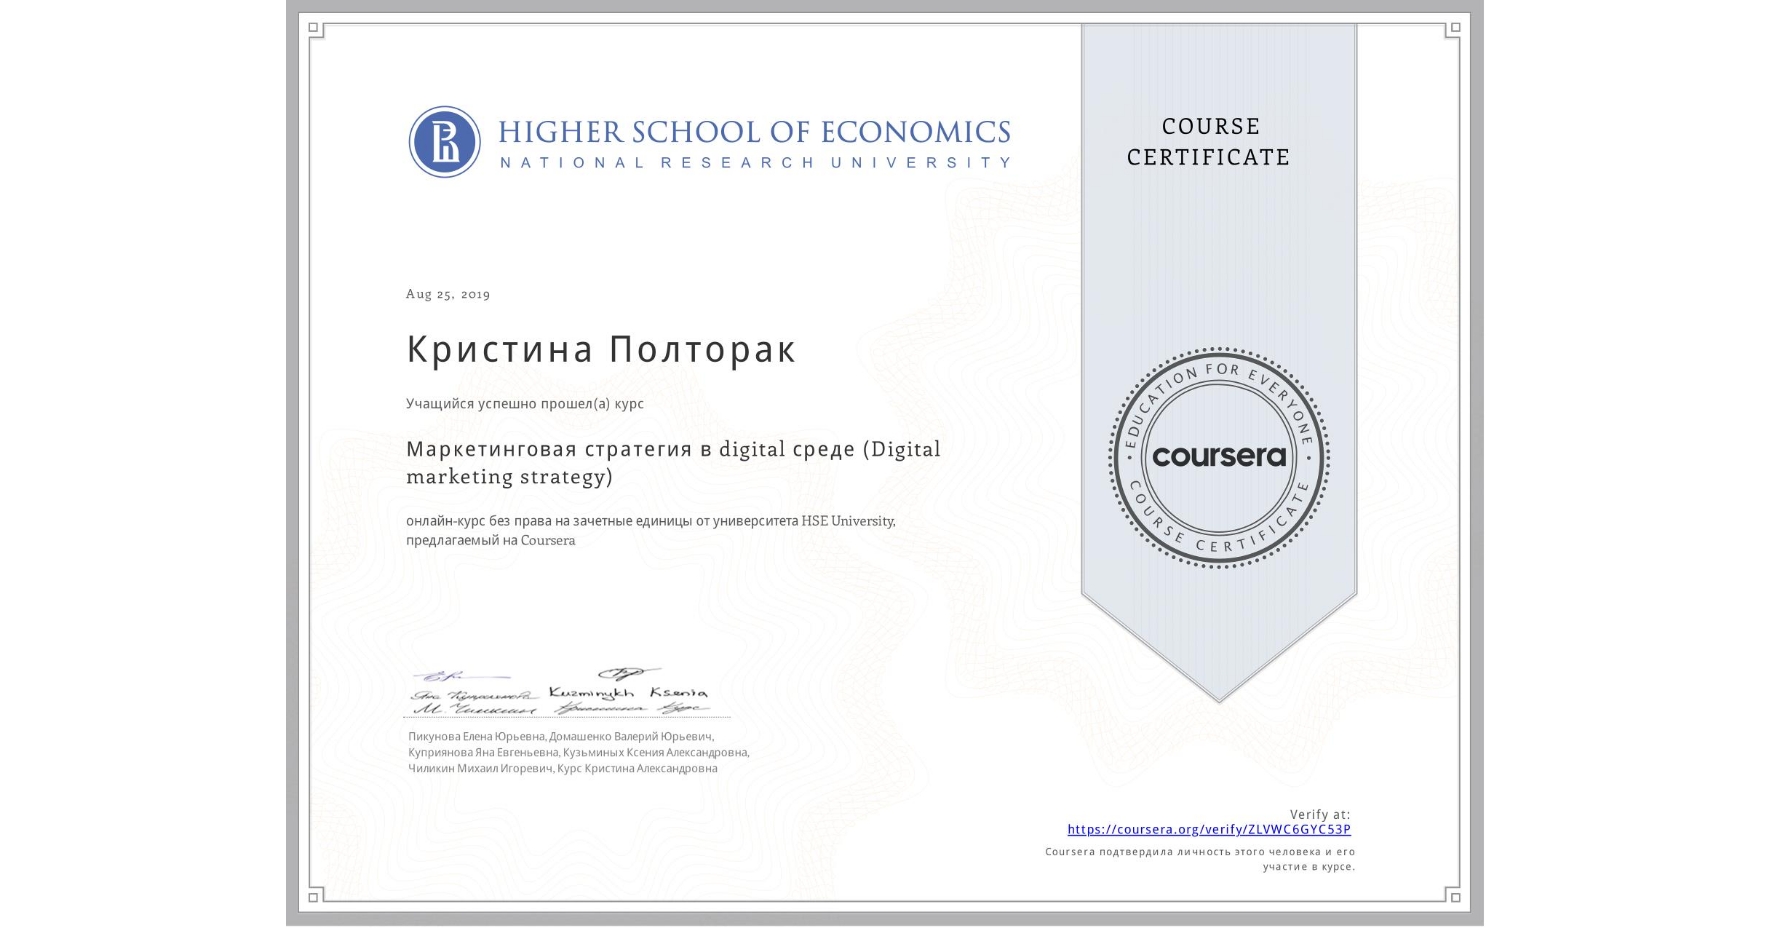 HIGHER SCHOOL OF ECONOMICS
NATIONAL RESEARCH UNIVERSITY
COURSE
CERTIFICATE
Aug 25, 2019
Кристина Полторак
Учащийся успешно прошел(а) курс
Маркетинговая стратегия в digital среде (Digital
marketing strategy)
онлайн-курс без права на зачетные единицы от университета HSE University,
предлагаемый на Coursera
EDUCATION FOR EVERYONE
coursera
COURSE CERTIFICATE
Kuzminykh Ksenia
Пикунова Елена Юрьевна, Домашенко Валерий Юрьевич,
Куприянова Яна Евгеньевна, Кузьминых Ксения Александровна,
Чиликин Михаил Игоревич, Курс Кристина Александровна
Verify at:
https://coursera.org/verify/ZLVWC6GYC53P
Coursera подтвердила личность этого человека и его
участие в курсе.